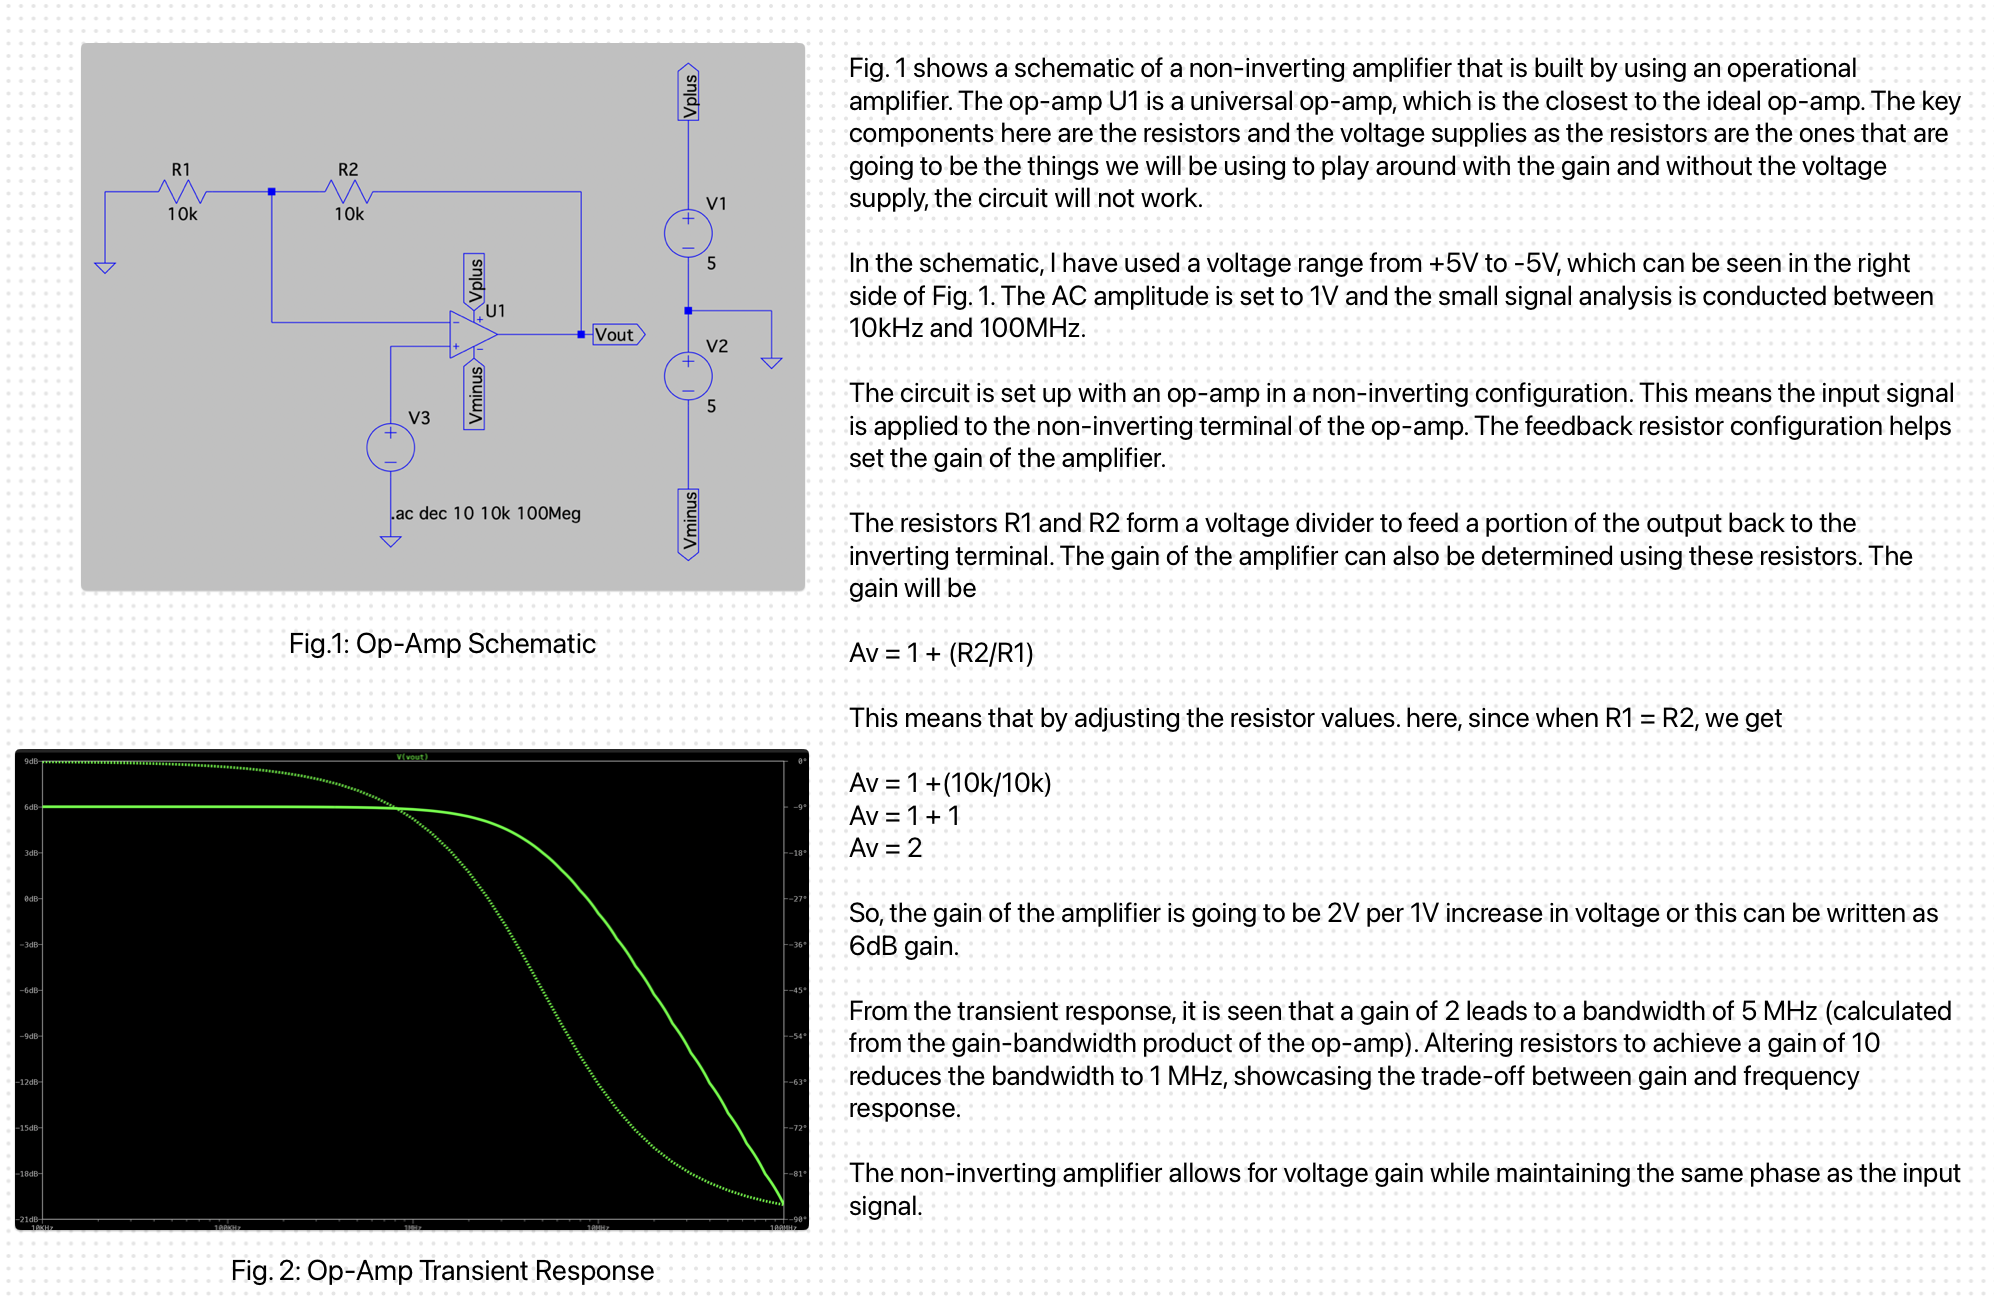 R1
10k
R2
10k
Vplus
U1
Vout
Vminus
V3
.ac dec 10 10k 100Meg
Vplus
V1
5
V2
5
Vminus
Fig.1: Op-Amp Schematic
V(vout)
9dB
6dB
3dB
0dB
-3dB
-6dB
-9dB
-12dB
-15dB
-18dB
-21dB
0°
-9°
-18°
-27°
-36°
-45°
-54°
-63°
-72°
-81°
-90°
10KHz
100KHz
1MHz
10MHz
100MHz
Fig. 2: Op-Amp Transient Response
Fig. 1 shows a schematic of a non-inverting amplifier that is built by using an operational
amplifier. The op-amp U1 is a universal op-amp, which is the closest to the ideal op-amp. The key
components here are the resistors and the voltage supplies as the resistors are the ones that are
going to be the things we will be using to play around with the gain and without the voltage
supply, the circuit will not work.
In the schematic, I have used a voltage range from +5V to -5V, which can be seen in the right
side of Fig. 1. The AC amplitude is set to 1V and the small signal analysis is conducted between
10kHz and 100MHz.
The circuit is set up with an op-amp in a non-inverting configuration. This means the input signal
is applied to the non-inverting terminal of the op-amp. The feedback resistor configuration helps
set the gain of the amplifier.
The resistors R1 and R2 form a voltage divider to feed a portion of the output back to the
inverting terminal. The gain of the amplifier can also be determined using these resistors. The
gain will be
Av = 1 + (R2/R1)
This means that by adjusting the resistor values. here, since when R1 = R2, we get
Av = 1 +(10k/10k)
Av = 1 + 1
Av = 2
So, the gain of the amplifier is going to be 2V per 1V increase in voltage or this can be written as
6dB gain.
From the transient response, it is seen that a gain of 2 leads to a bandwidth of 5 MHz (calculated
from the gain-bandwidth product of the op-amp). Altering resistors to achieve a gain of 10
reduces the bandwidth to 1 MHz, showcasing the trade-off between gain and frequency
response.
The non-inverting amplifier allows for voltage gain while maintaining the same phase as the input
signal.